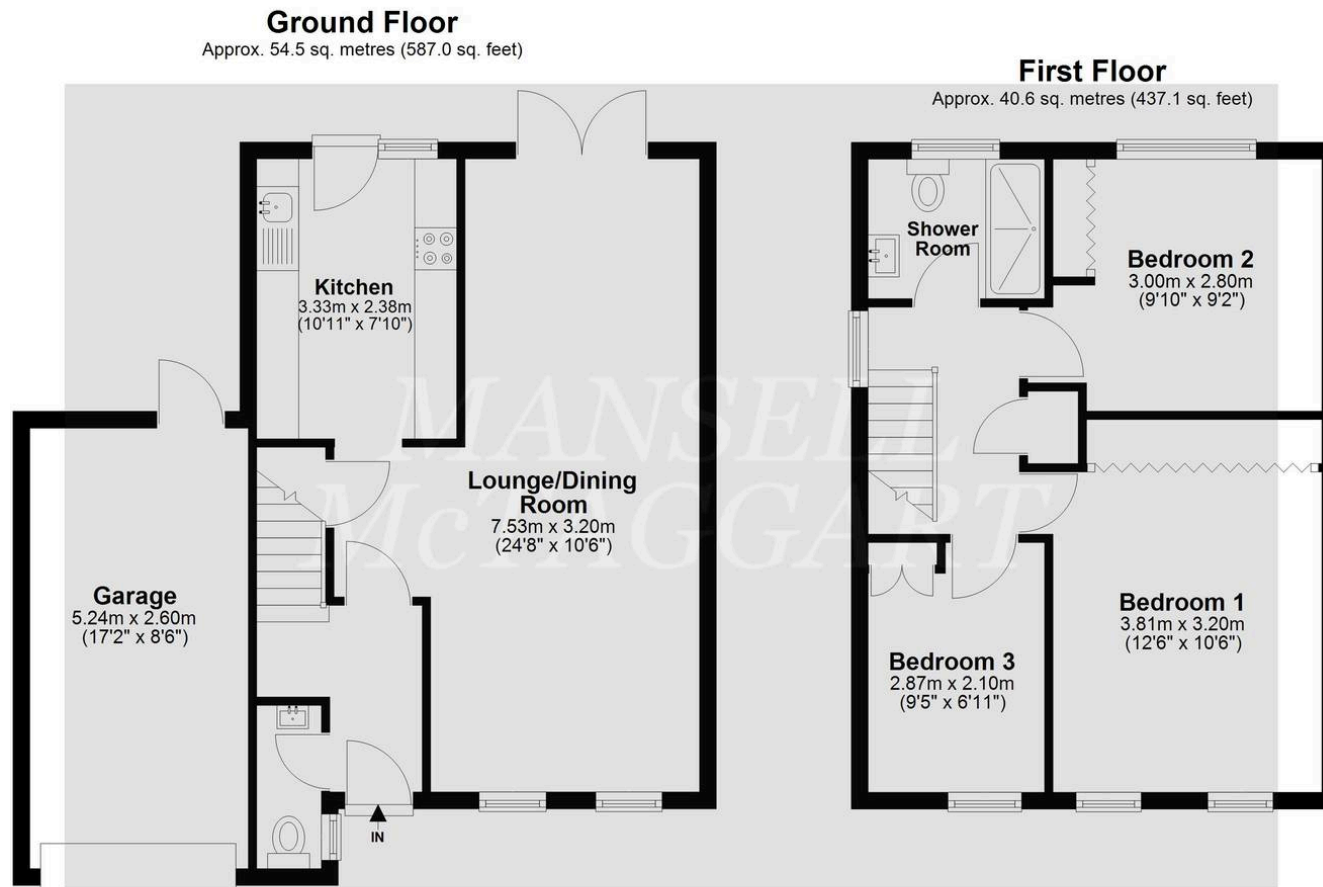 Ground Floor
Approx. 54.5 sq. metres (587.0 sq. feet)
First Floor
Approx. 40.6 sq. metres (437.1 sq. feet)
Kitchen
3.33m x 2.38m
(10'11" x 7'10")
Lounge/Dining
Room
7.53m x 3.20m
(24'8" x 10'6")
Garage
5.24m x 2.60m
(17'2" x 8'6")
IN
Shower
Room
Bedroom 2
3.00m x 2.80m
(9'10" x 9'2")
Bedroom 1
3.81m x 3.20m
(12'6" x 10'6")
Bedroom 3
2.87m x 2.10m
(9'5" x 6'11")
MANSELL
McTAGGART